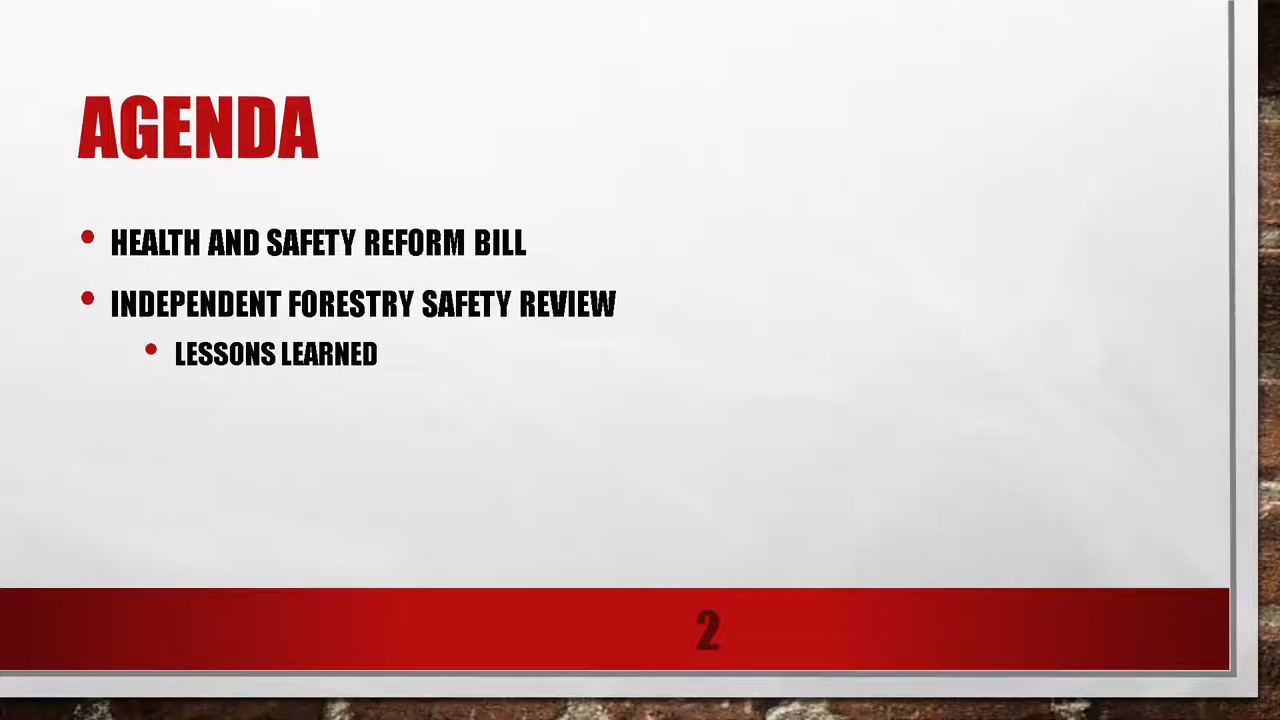 AGENDA
• HEALTH AND SAFETY REFORM BILL
• INDEPENDENT FORESTRY SAFETY REVIEW
• LESSONS LEARNED
2